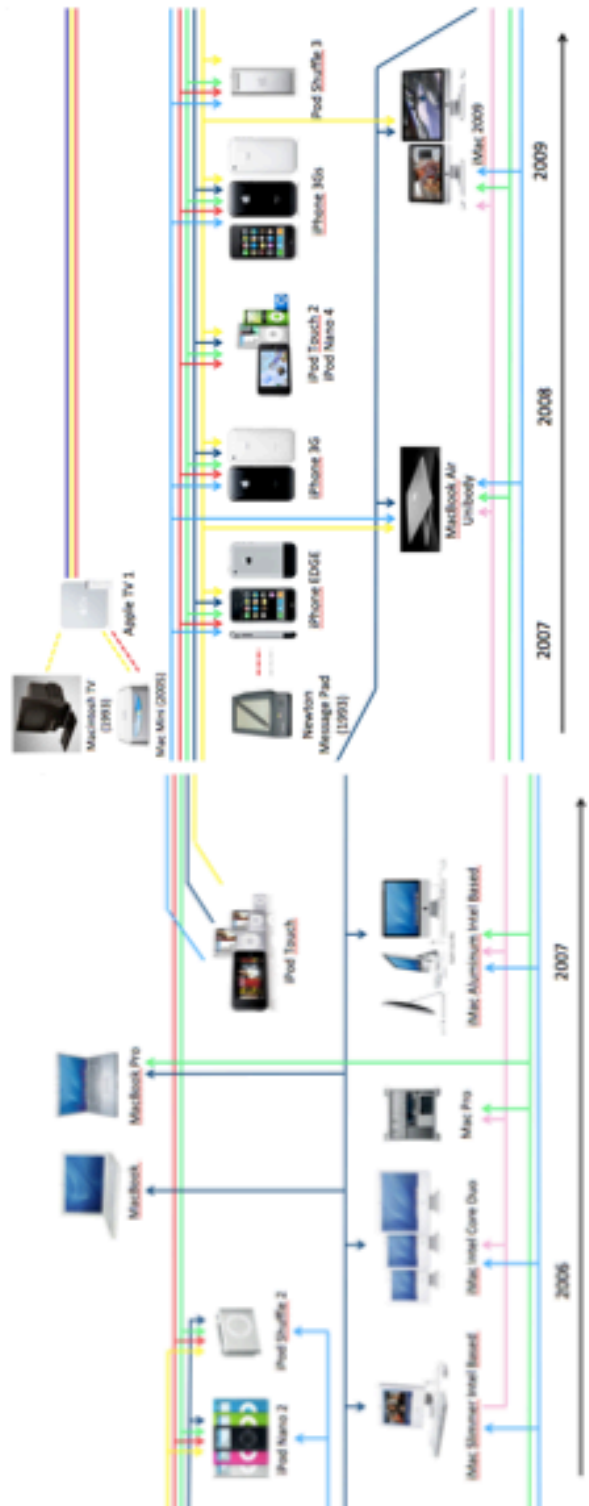 Macintosh TV
(1993)
Mac Mini (2005)
Apple TV 1
Newton
Message Pad
(1993)
iPhone EDGE
iPhone 3G
iPod Touch 2
iPod Nano 4
iPhone 3Gs
iPod Shuffle 3
MacBook Air
Unibody
iMac 2009
2007
2008
2009
iPod Nano 2
iPod Shuffle 2
MacBook
MacBook Pro
iPod Touch
iMac Slimmer Intel Based
iMac Intel Core Duo
Mac Pro
iMac Aluminum Intel Based
2006
2007